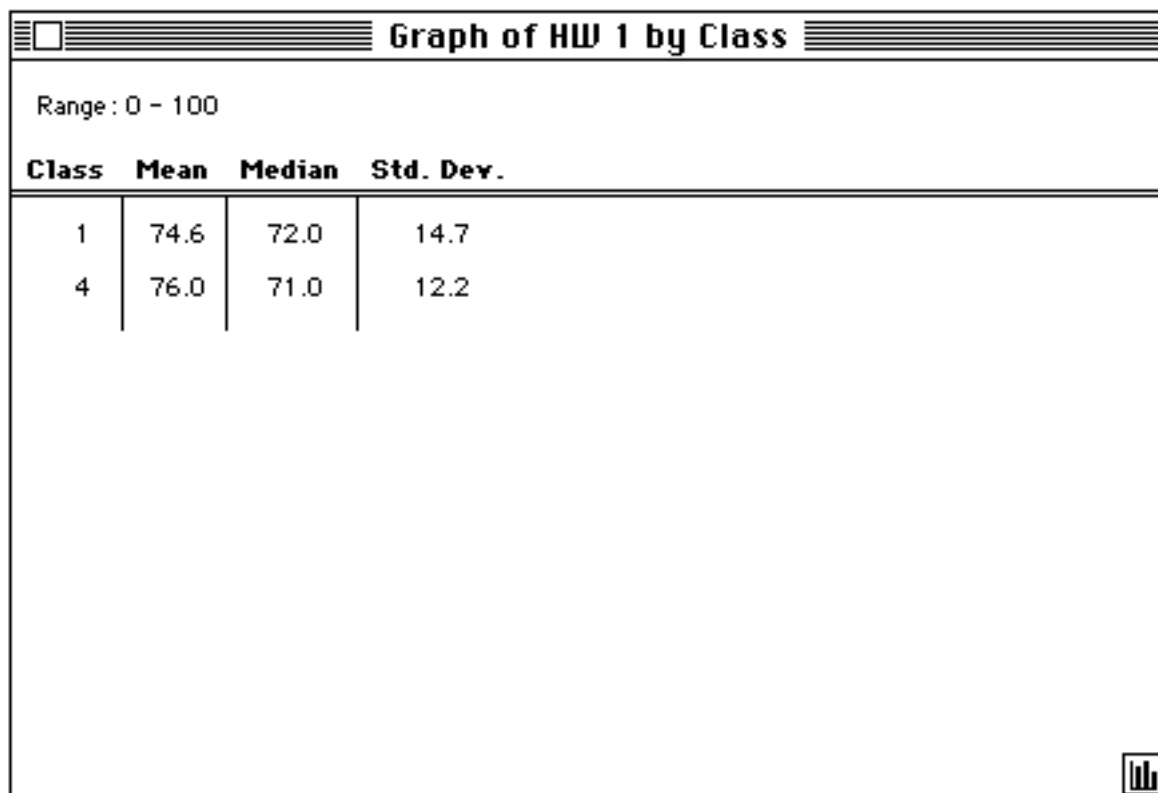 Graph of HW 1 by Class
Range: 0 - 100
Class Mean Median Std. Dev.
1 74.6 72.0 14.7
4 76.0 71.0 12.2